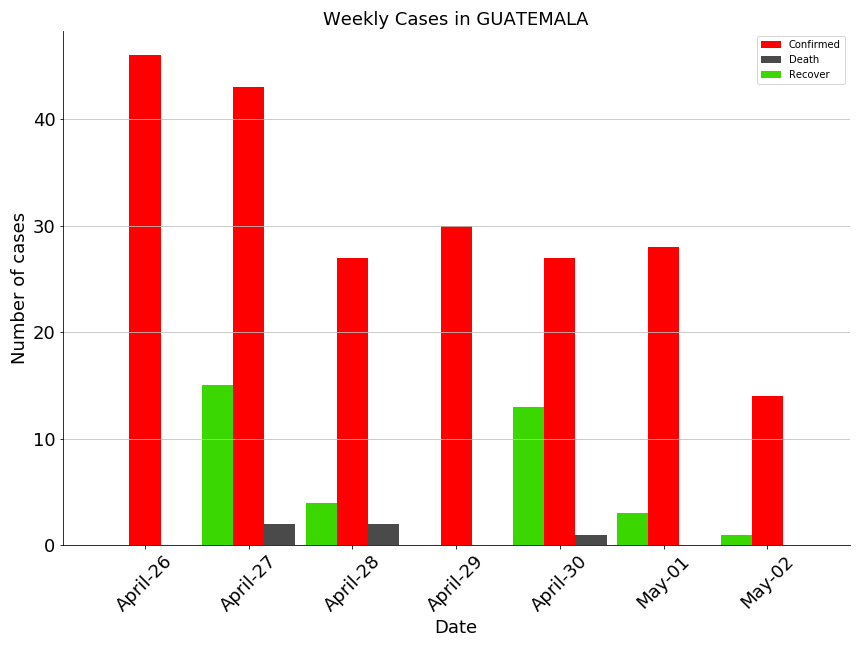 Weekly Cases in GUATEMALA
Confirmed
Death
Recover
Number of cases
40
30
20
10
0
April-26
April-27
April-28
April-29
April-30
May-01
May-02
Date